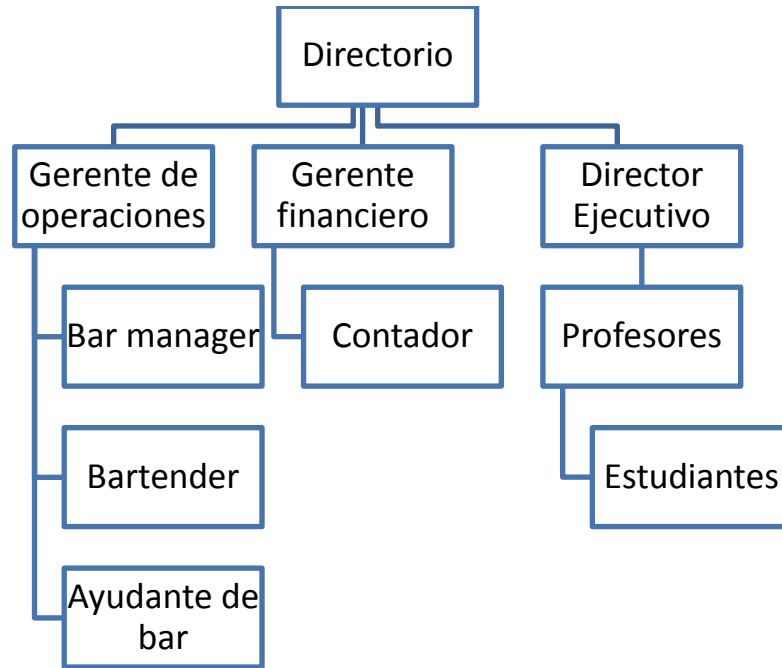 Directorio
Gerente de
operaciones
Gerente
financiero
Director
Ejecutivo
Bar manager
Contador
Profesores
Bartender
Estudiantes
Ayudante de
bar